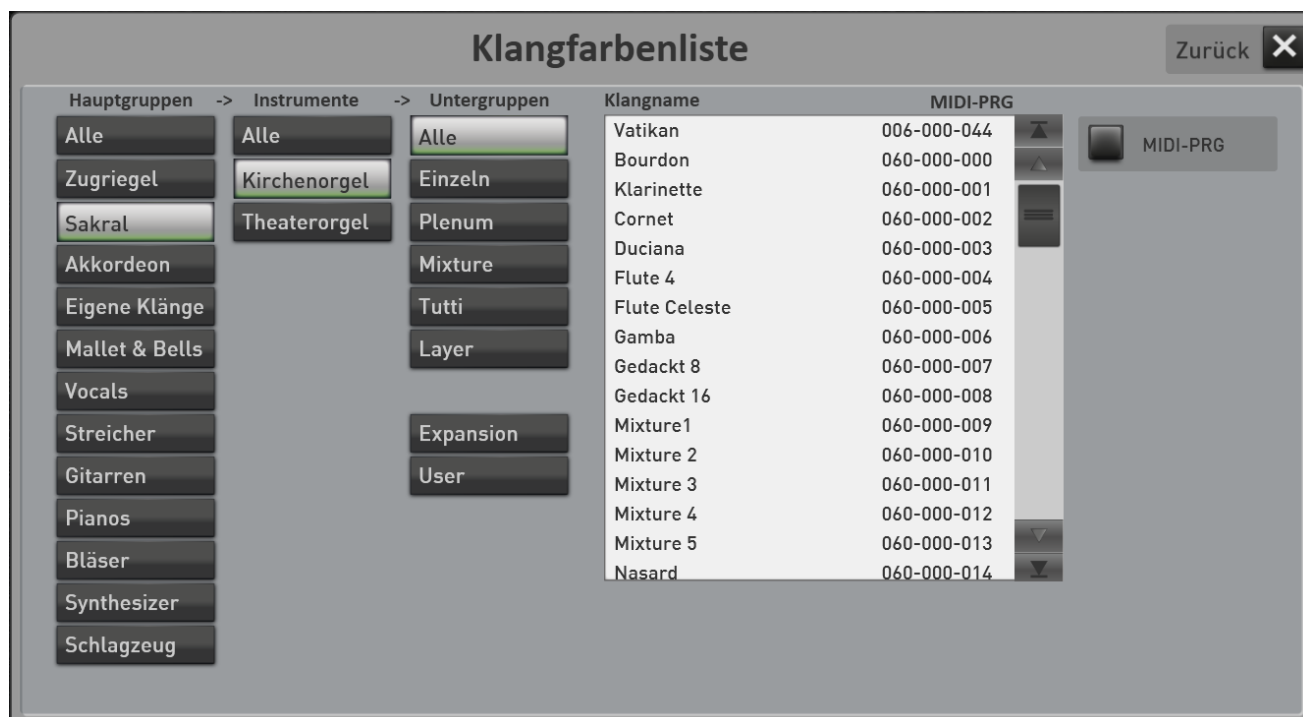 Klangfarbenliste
Zurück
Hauptgruppen -> Instrumente -> Untergruppen
Klangname MIDI-PRG
Alle
Zugriegel
Sakral
Akkordeon
Eigene Klänge
Mallet & Bells
Vocals
Streicher
Gitarren
Pianos
Bläser
Synthesizer
Schlagzeug
Alle
Kirchenorgel
Theaterorgel
Alle
Einzeln
Plenum
Mixture
Tutti
Layer
Expansion
User
Vatikan 006-000-044
Bourdon 060-000-000
Klarinette 060-000-001
Cornet 060-000-002
Duciana 060-000-003
Flute 4 060-000-004
Flute Celeste 060-000-005
Gamba 060-000-006
Gedackt 8 060-000-007
Gedackt 16 060-000-008
Mixture1 060-000-009
Mixture 2 060-000-010
Mixture 3 060-000-011
Mixture 4 060-000-012
Mixture 5 060-000-013
Nasard 060-000-014
MIDI-PRG